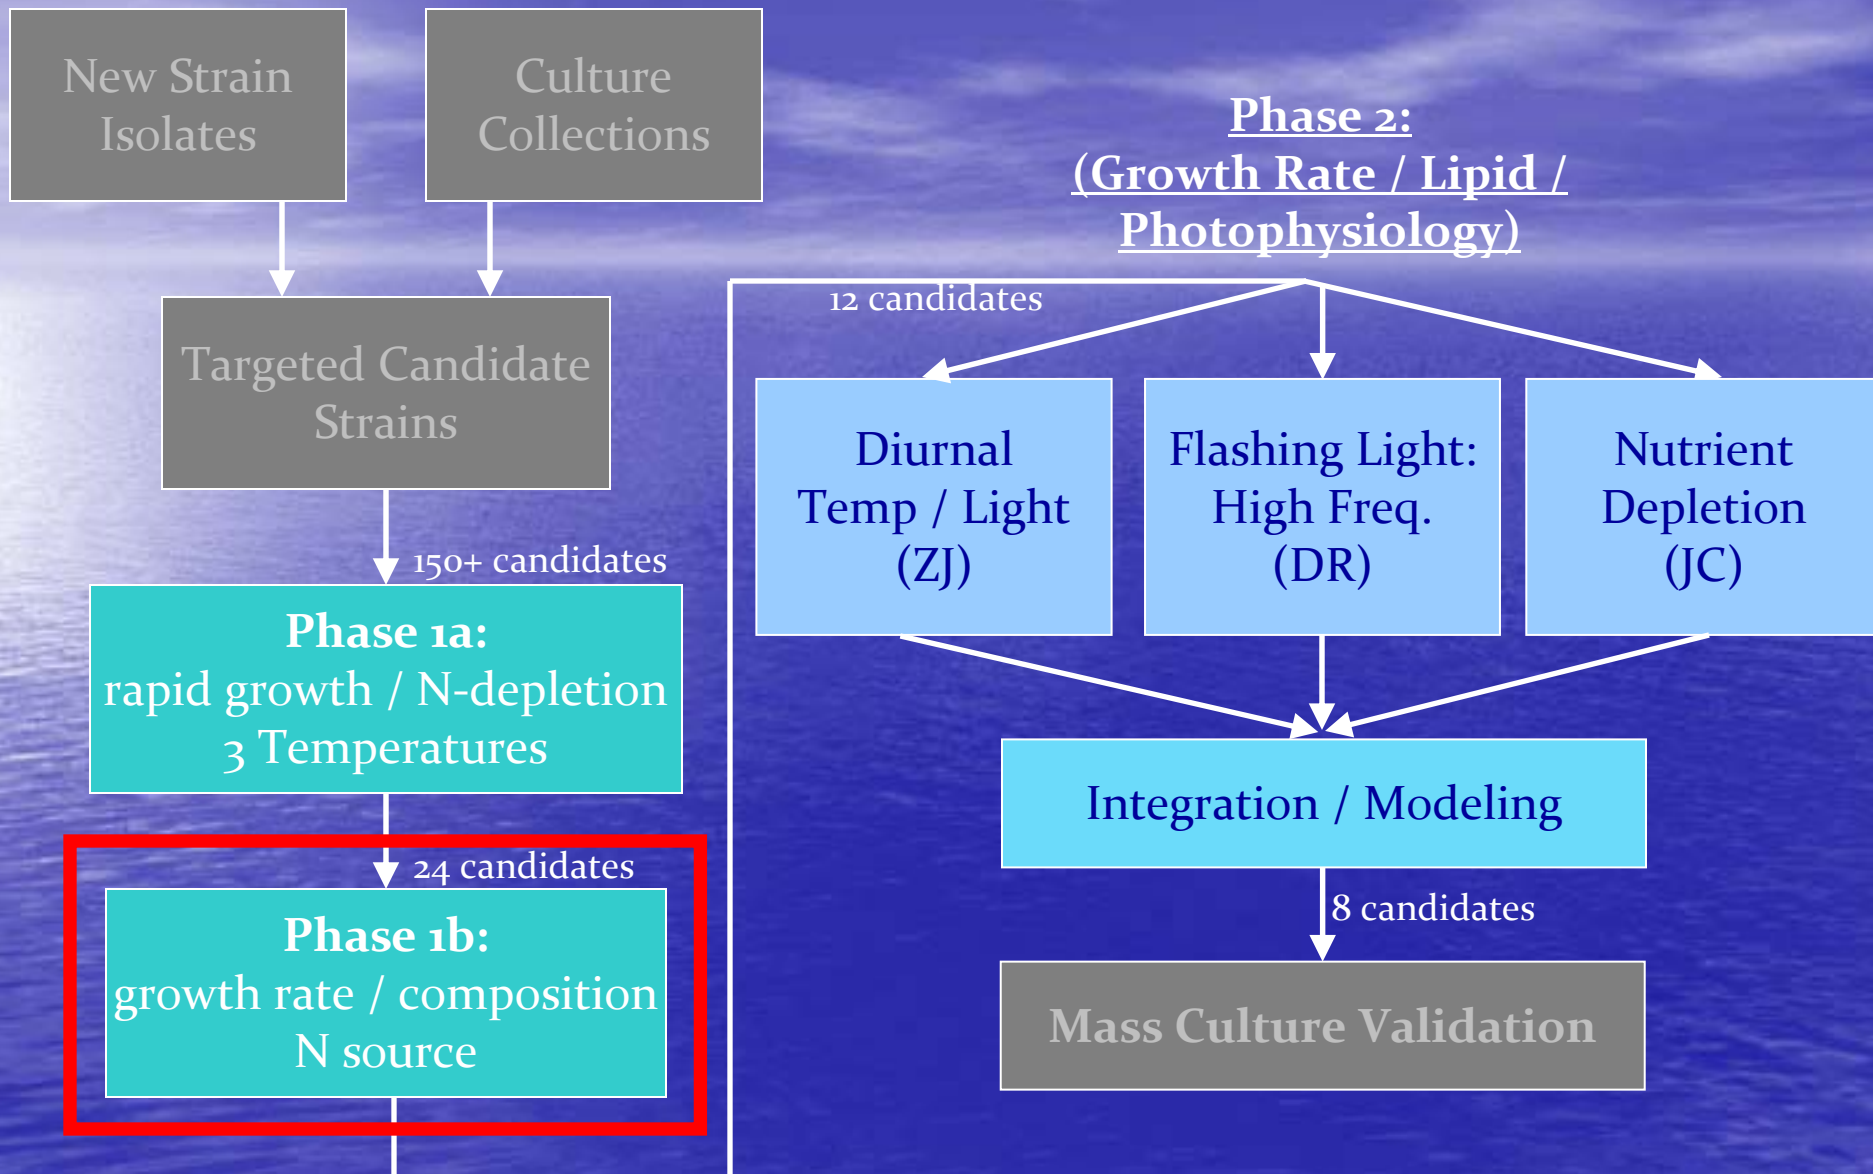 New Strain
Isolates
Culture
Collections
Targeted Candidate
Strains
150+ candidates
Phase 1a:
rapid growth / N-depletion
3 Temperatures
24 candidates
Phase 1b:
growth rate / composition
N source
Phase 2:
(Growth Rate / Lipid /
Photophysiology)
12 candidates
Diurnal
Temp / Light
(ZJ)
Flashing Light:
High Freq.
(DR)
Nutrient
Depletion
(JC)
Integration / Modeling
8 candidates
Mass Culture Validation